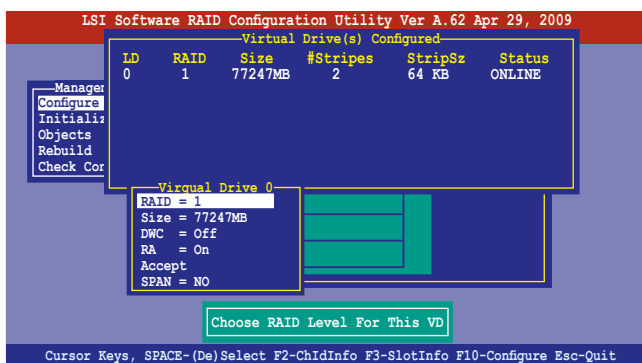 LSI Software RAID Configuration Utility Ver A.62 Apr 29, 2009
Virtual Drive(s) Configured
LD RAID Size #Stripes StripSz Status
0 1 77247MB 2 64 KB ONLINE
Manager
Configure
Initializ
Objects
Rebuild
Check Con
Virqual Drive 0
RAID = 1
Size = 77247MB
DWC = Off
RA = On
Accept
SPAN = NO
Choose RAID Level For This VD
Cursor Keys, SPACE-(De)Select F2-ChIdInfo F3-SlotInfo F10-Configure Esc-Quit